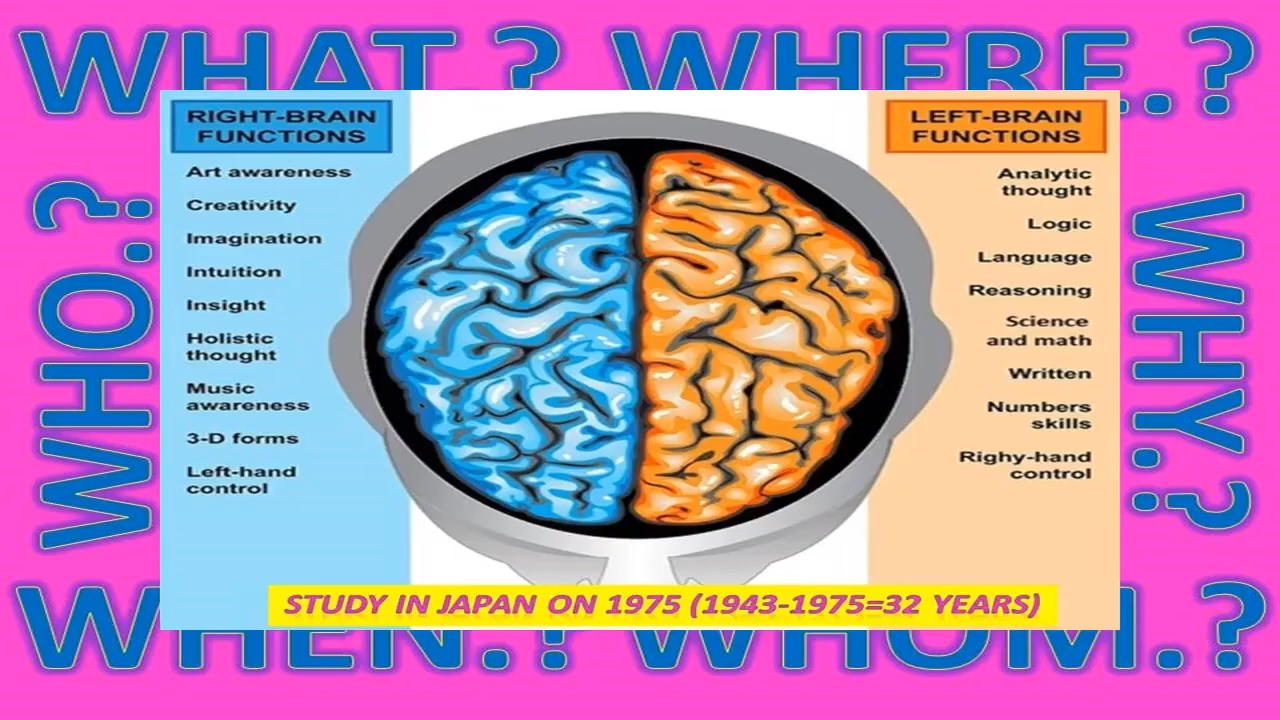 WHAT.? WHERE.?
WHO.?
RIGHT-BRAIN
FUNCTIONS
Art awareness
Creativity
Imagination
Intuition
Insight
Holistic
thought
Music
awareness
3-D forms
Left-hand
control
LEFT-BRAIN
FUNCTIONS
Analytic
thought
Logic
Language
Reasoning
Science
and math
Written
Numbers
skills
Righy-hand
control
WHY.?
STUDY IN JAPAN ON 1975 (1943-1975=32 YEARS)
WHEN.? WHOM.?